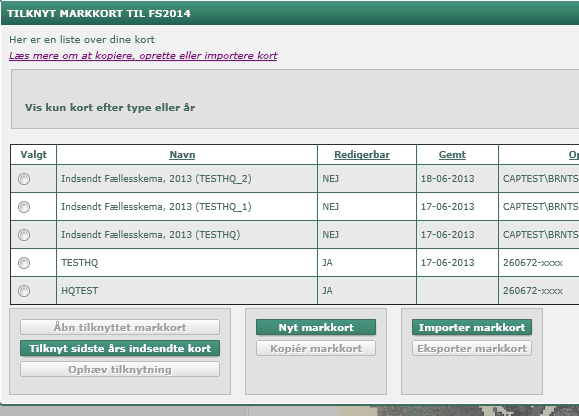 TILKNYT MARKKORT TIL FS2014
Her er en liste over dine kort
Læs mere om at kopiere, oprette eller importere kort
Vis kun kort efter type eller år
Valgt Navn Redigerbar Gemt Op
Indsendt Fællesskema, 2013 (TESTHQ_2) NEJ 18-06-2013 CAPTEST\BRNTS
Indsendt Fællesskema, 2013 (TESTHQ_1) NEJ 17-06-2013 CAPTEST\BRNTS
Indsendt Fællesskema, 2013 (TESTHQ) NEJ 17-06-2013 CAPTEST\BRNTS
TESTHQ JA 17-06-2013 260672-xxxx
HQTEST JA 260672-xxxx
Åbn tilknyttet markkort Nyt markkort Importer markkort
Tilknyt sidste års indsendte kort Kopiér markkort Eksporter markkort
Ophæv tilknytning